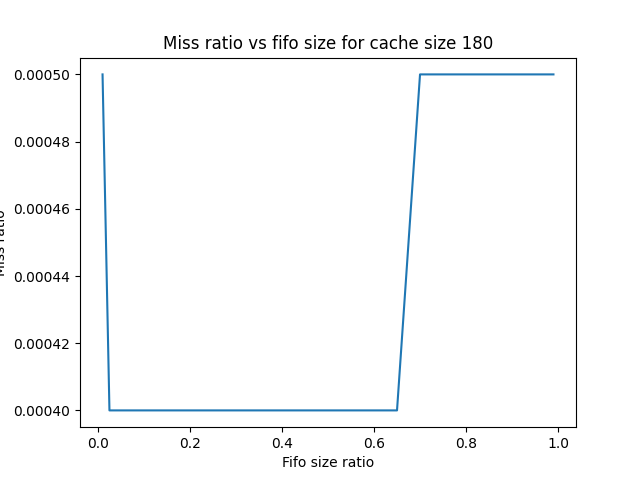 Miss ratio vs fifo size for cache size 180
0.00050
0.00048
0.00046
0.00044
0.00042
0.00040
Miss ratio
0.0 0.2 0.4 0.6 0.8 1.0
Fifo size ratio